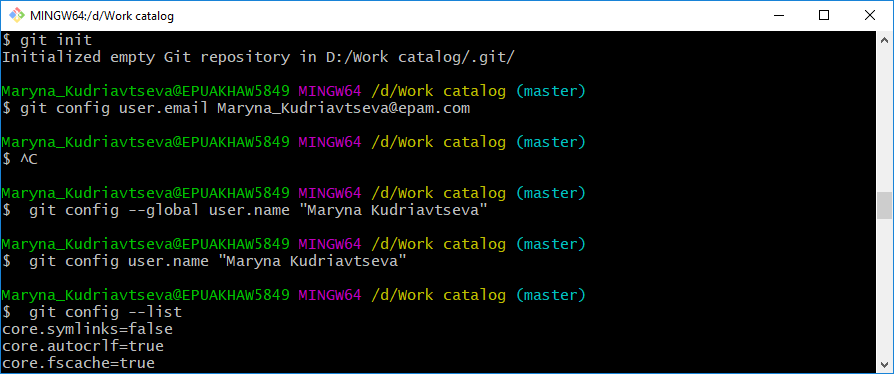 MINGW64:/d/Work catalog
$ git init
Initialized empty Git repository in D:/Work catalog/.git/
Maryna_Kudriavtseva@EPUAKHAW5849 MINGW64 /d/Work catalog (master)
$ git config user.email Maryna_Kudriavtseva@epam.com
Maryna_Kudriavtseva@EPUAKHAW5849 MINGW64 /d/Work catalog (master)
$ ^C
Maryna_Kudriavtseva@EPUAKHAW5849 MINGW64 /d/Work catalog (master)
$  git config --global user.name "Maryna Kudriavtseva"
Maryna_Kudriavtseva@EPUAKHAW5849 MINGW64 /d/Work catalog (master)
$  git config user.name "Maryna Kudriavtseva"
Maryna_Kudriavtseva@EPUAKHAW5849 MINGW64 /d/Work catalog (master)
$  git config --list
core.symlinks=false
core.autocrlf=true
core.fscache=true